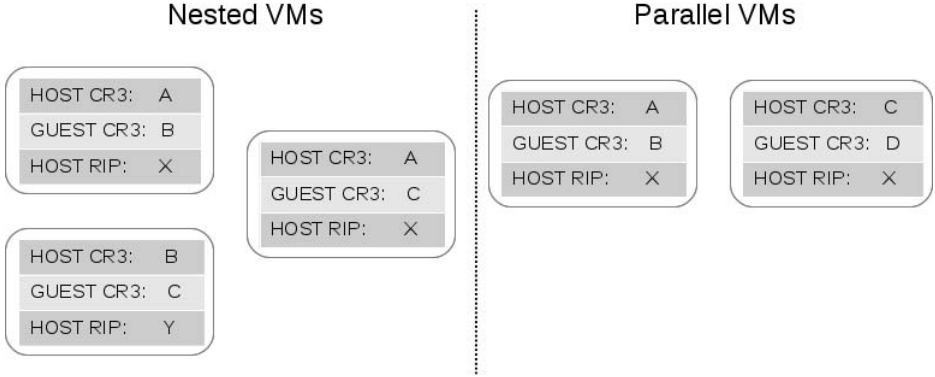 Nested VMs
HOST CR3: A
GUEST CR3: B
HOST RIP: X
HOST CR3: B
GUEST CR3: C
HOST RIP: Y
HOST CR3: A
GUEST CR3: C
HOST RIP: X
Parallel VMs
HOST CR3: A
GUEST CR3: B
HOST RIP: X
HOST CR3: C
GUEST CR3: D
HOST RIP: X